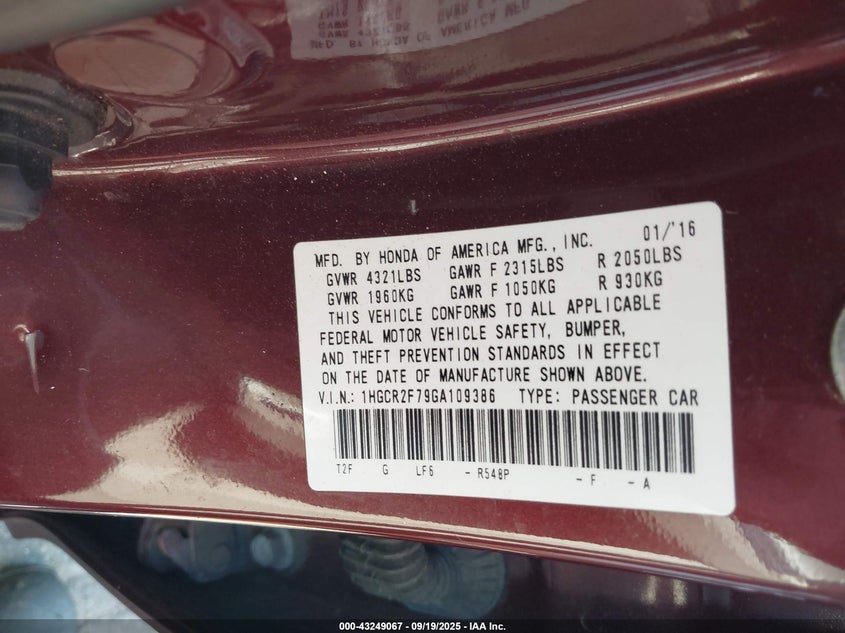 MFD. BY HONDA OF AMERICA MFG., INC. 01/'16
GVWR 4321LBS GAWR F 2315LBS R 2050LBS
GVWR 1960KG GAWR F 1050KG R 930KG
THIS VEHICLE CONFORMS TO ALL APPLICABLE
FEDERAL MOTOR VEHICLE SAFETY, BUMPER,
AND THEFT PREVENTION STANDARDS IN EFFECT
ON THE DATE OF MANUFACTURE SHOWN ABOVE.
V.I.N.: 1HGCR2F79GA109386 TYPE: PASSENGER CAR
T2F G LF6 - R548P - F - A
000-43249067 - 09/19/2025 - IAA Inc.